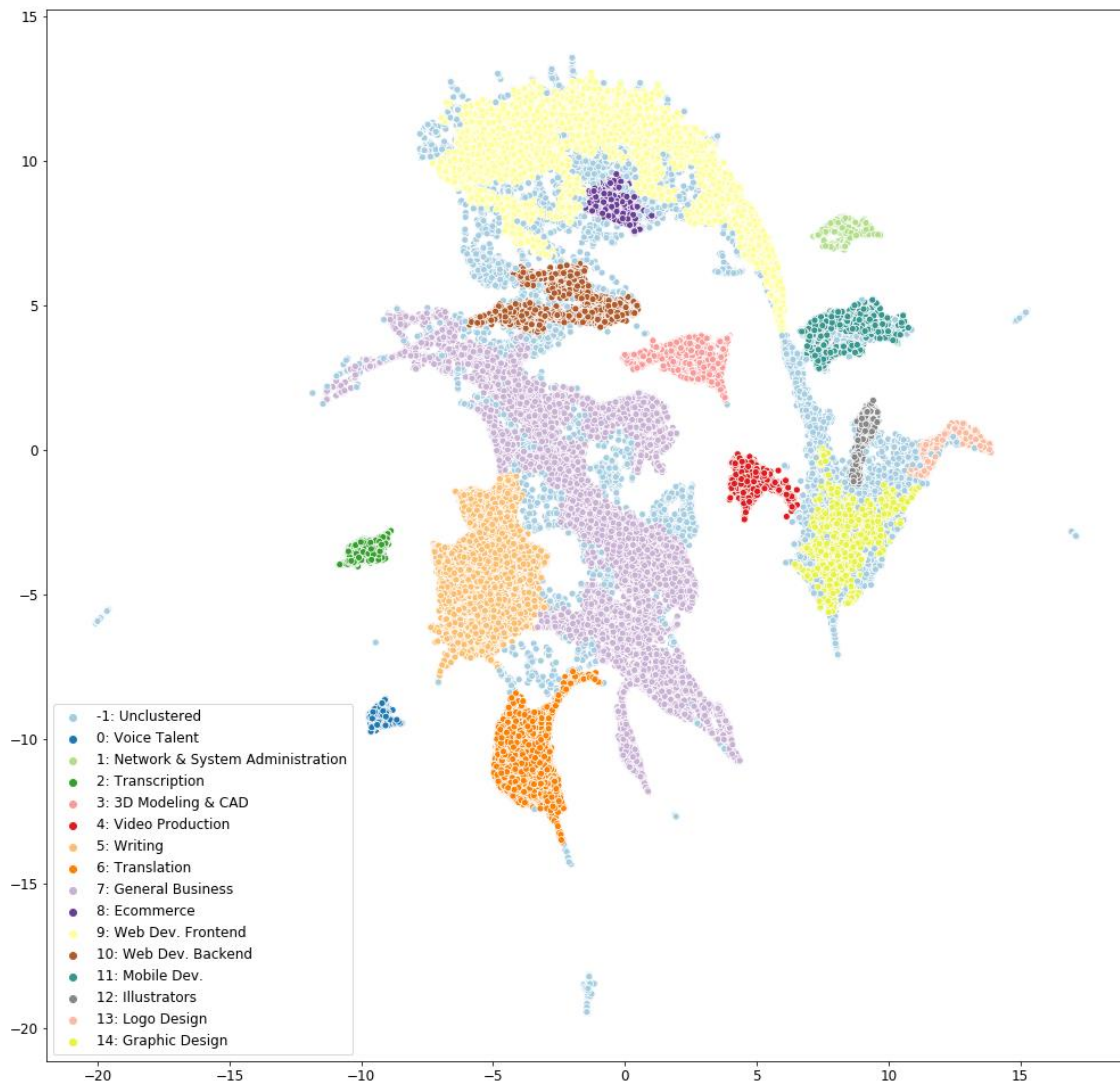 15
10
5
0
−5
−10
−15
−20
-1: Unclustered
0: Voice Talent
1: Network & System Administration
2: Transcription
3: 3D Modeling & CAD
4: Video Production
5: Writing
6: Translation
7: General Business
8: Ecommerce
9: Web Dev. Frontend
10: Web Dev. Backend
11: Mobile Dev.
12: Illustrators
13: Logo Design
14: Graphic Design
−20 −15 −10 −5 0 5 10 15